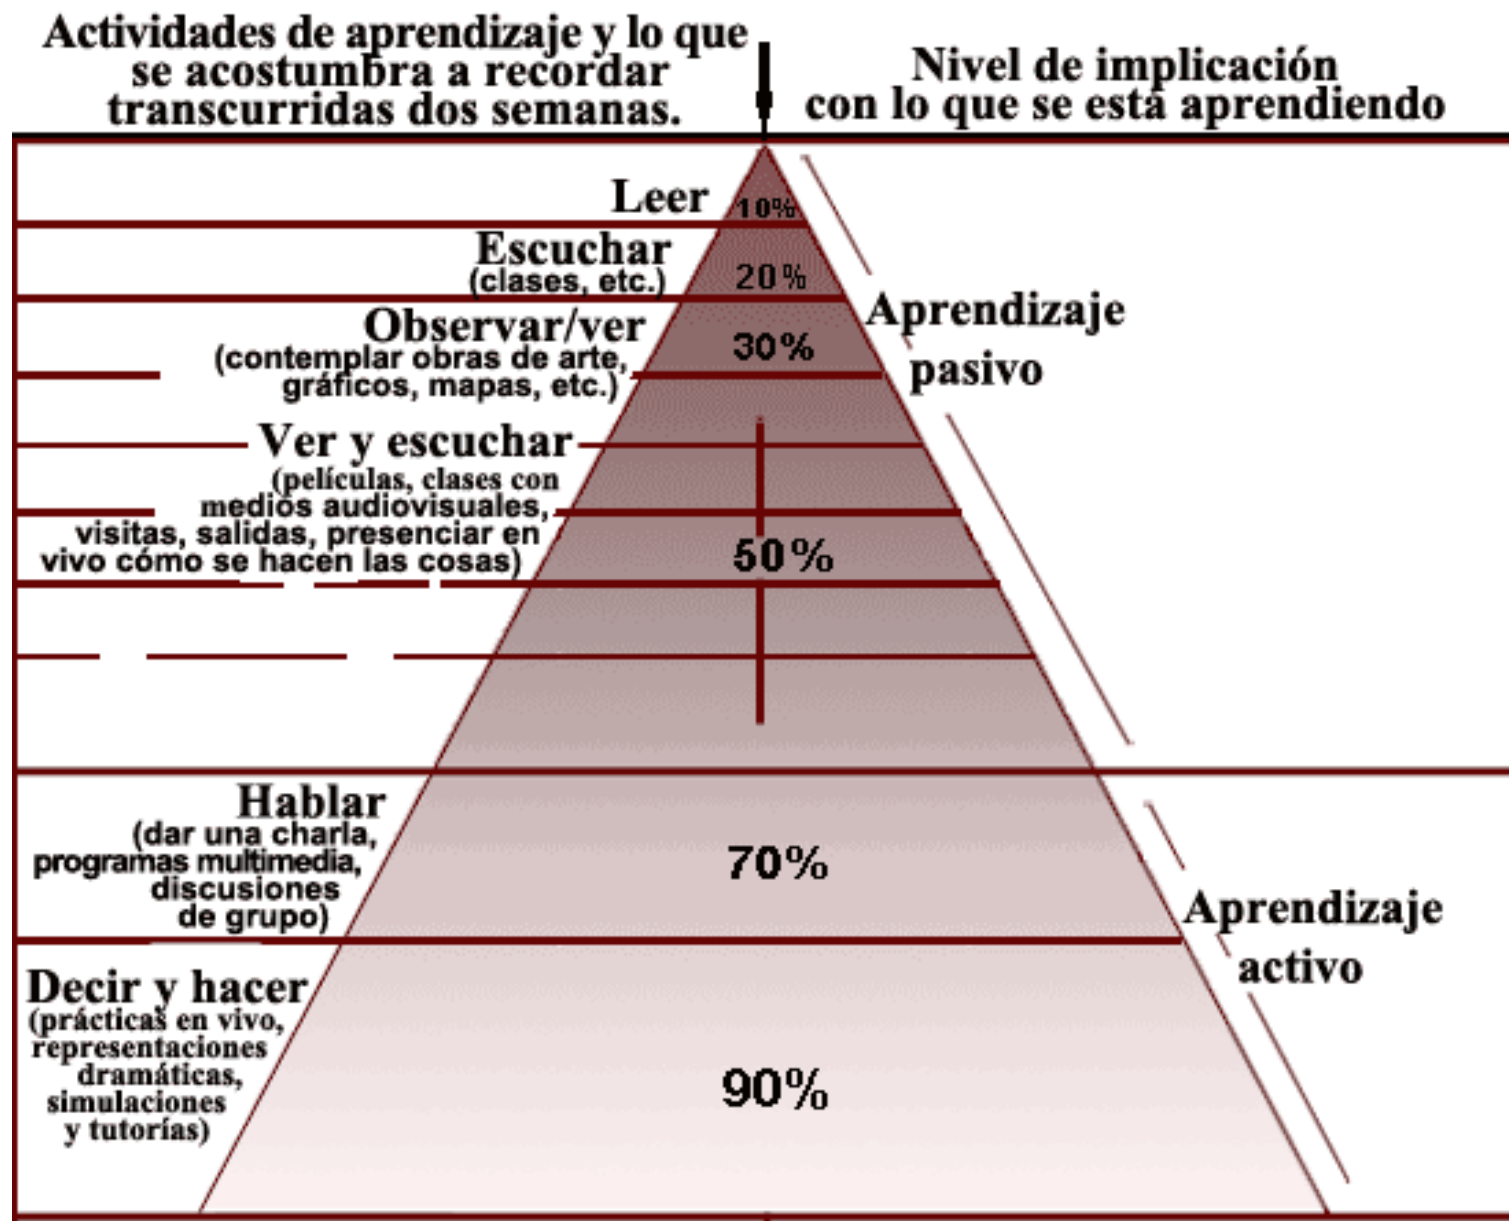 Actividades de aprendizaje y lo que
se acostumbra a recordar
transcurridas dos semanas.
Nivel de implicación
con lo que se está aprendiendo
Leer
10%
Escuchar
(clases, etc.)
20%
Observar/ver
(contemplar obras de arte,
gráficos, mapas, etc.)
30%
Ver y escuchar
(películas, clases con
medios audiovisuales,
visitas, salidas, presenciar en
vivo cómo se hacen las cosas)
50%
Aprendizaje
pasivo
Hablar
(dar una charla,
programas multimedia,
discusiones
de grupo)
70%
Decir y hacer
(prácticas en vivo,
representaciones
dramáticas,
simulaciones
y tutorías)
90%
Aprendizaje
activo